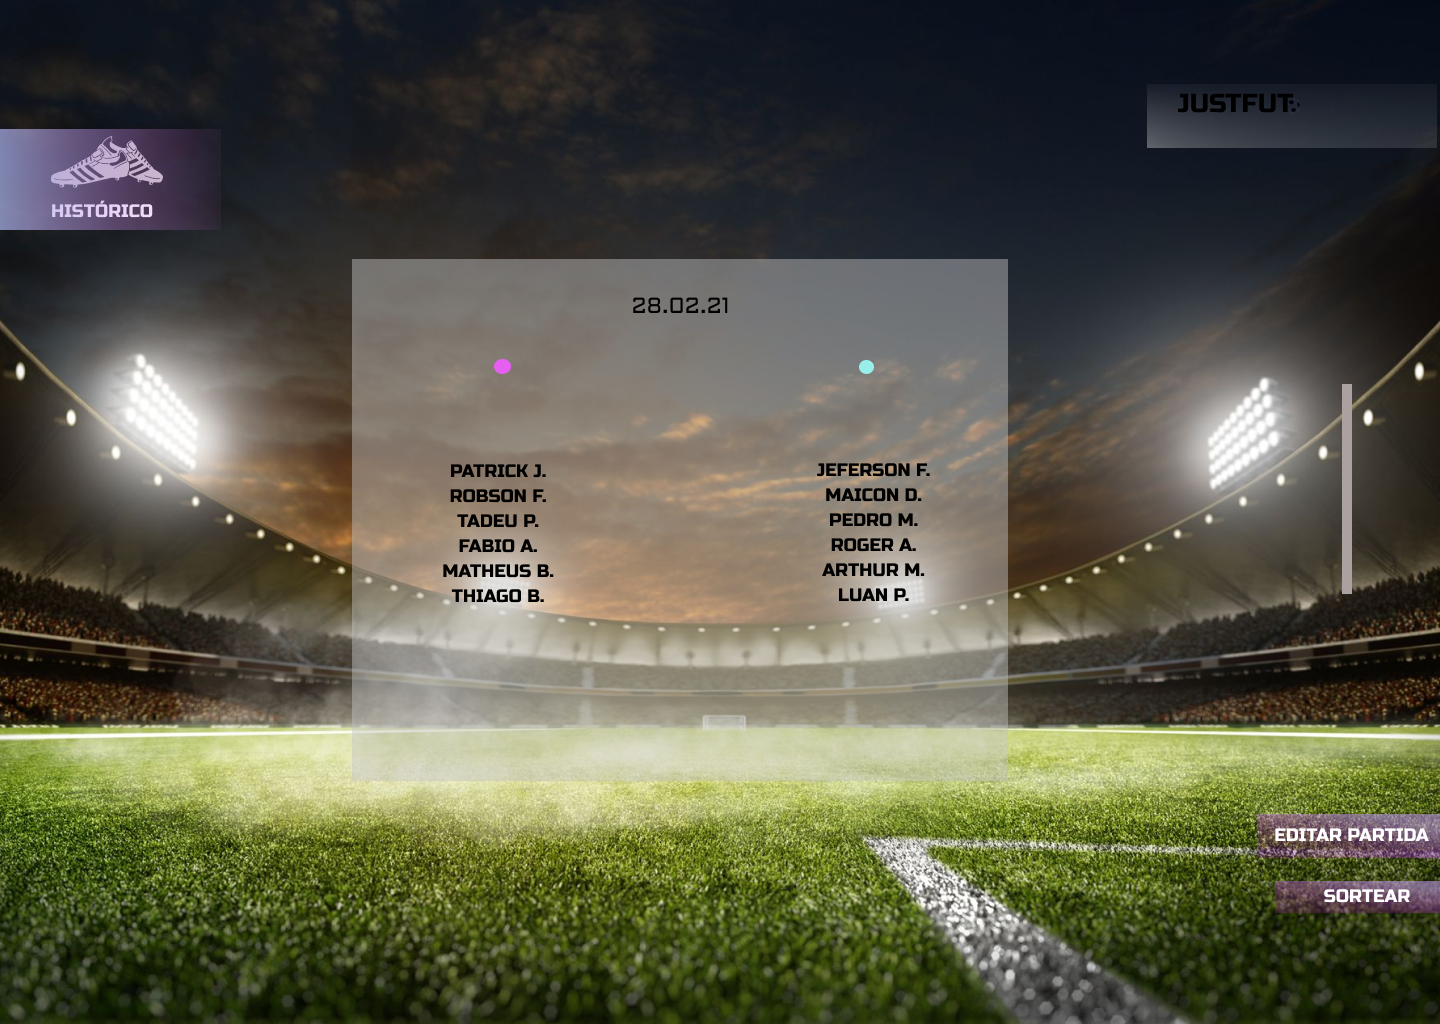 JUSTFUT.
HISTÓRICO
28.02.21
PATRICK J.
ROBSON F.
TADEU P.
FABIO A.
MATHEUS B.
THIAGO B.
JEFERSON F.
MAICON D.
PEDRO M.
ROGER A.
ARTHUR M.
LUAN P.
EDITAR PARTIDA
SORTEAR